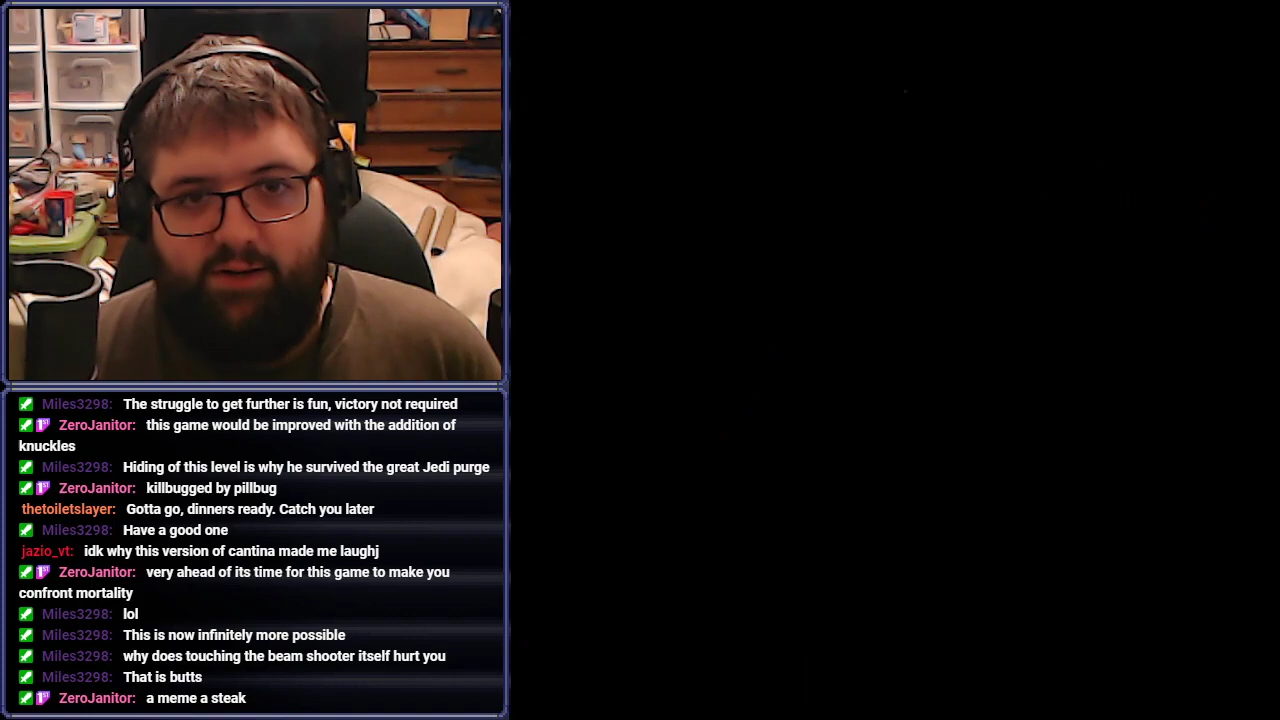 Miles3298: The struggle to get further is fun, victory not required
1ST ZeroJanitor: this game would be improved with the addition of
knuckles
Miles3298: Hiding of this level is why he survived the great Jedi purge
1ST ZeroJanitor: killbugged by pillbug
thetoiletslayer: Gotta go, dinners ready. Catch you later
Miles3298: Have a good one
jazio_vt: idk why this version of cantina made me laughj
1ST ZeroJanitor: very ahead of its time for this game to make you
confront mortality
Miles3298: lol
Miles3298: This is now infinitely more possible
Miles3298: why does touching the beam shooter itself hurt you
Miles3298: That is butts
1ST ZeroJanitor: a meme a steak